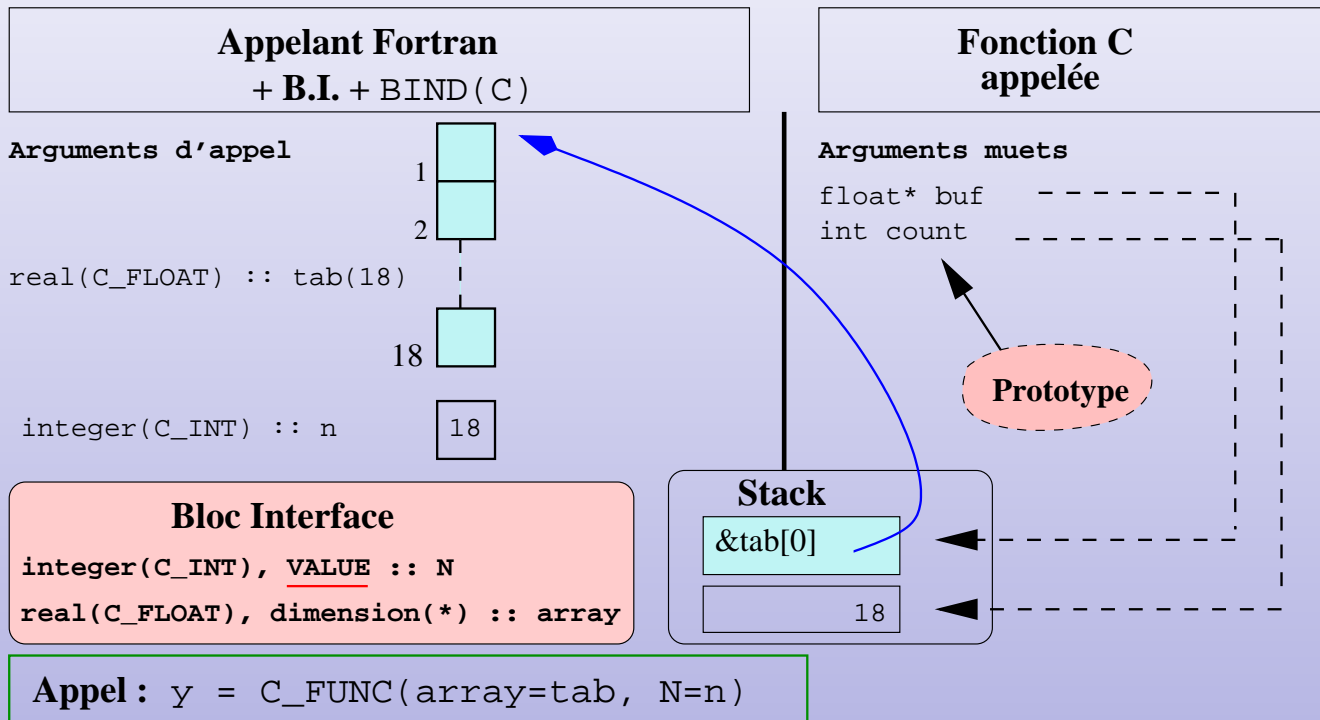 Appelant Fortran
+ B.I. + BIND(C)
Fonction C
appelée
Arguments d'appel
1
2
real(C_FLOAT) :: tab(18)
18
integer(C_INT) :: n
18
Arguments muets
float* buf
int count
Prototype
Bloc Interface
integer(C_INT), VALUE :: N
real(C_FLOAT), dimension(*) :: array
Stack
&tab[0]
18
Appel : y = C_FUNC(array=tab, N=n)